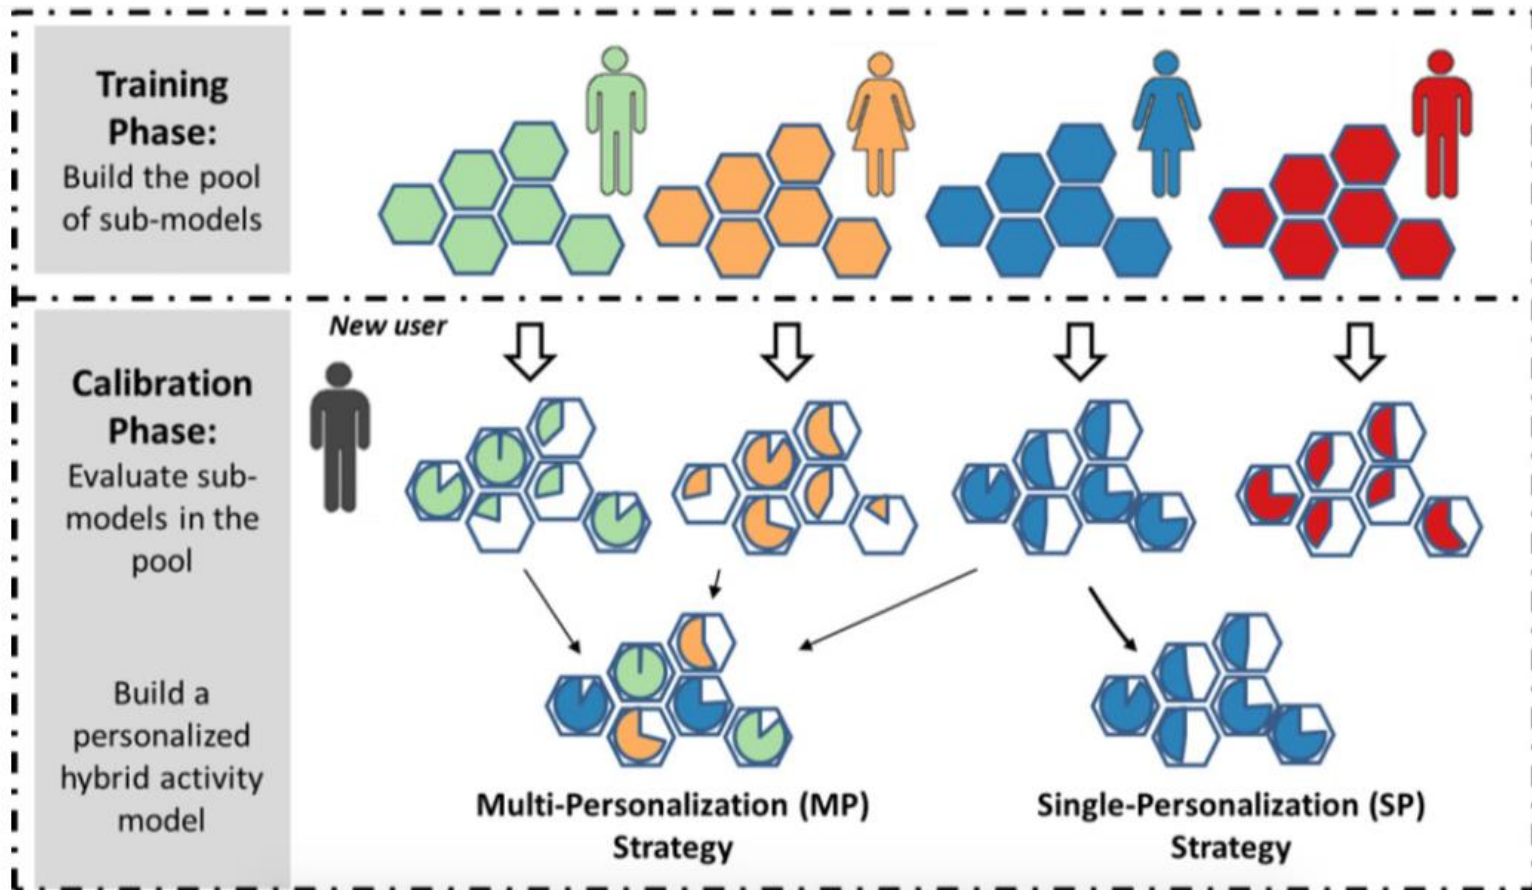 Training
Phase:
Build the pool
of sub-models
New user
Calibration
Phase:
Evaluate sub-
models in the
pool
Build a
personalized
hybrid activity
model
Multi-Personalization (MP)
Strategy
Single-Personalization (SP)
Strategy